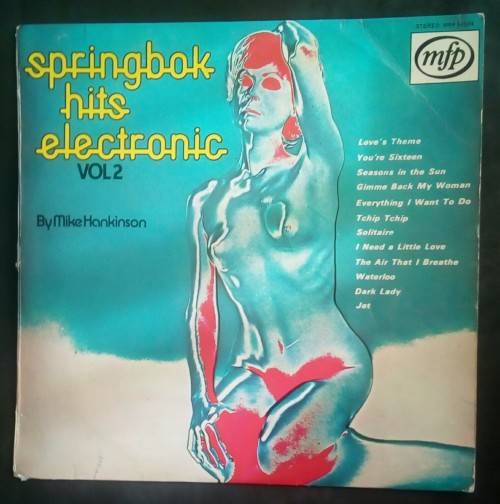 STEREO
mfp
springbok
hits
electronic
VOL 2
By Mike Hankinson
Love's Theme
You're Sixteen
Seasons in the Sun
Gimme Back My Woman
Everything I Want To Do
Tchip Tchip
Solitaire
I Need a Little Love
The Air That I Breathe
Waterloo
Dark Lady
Jet